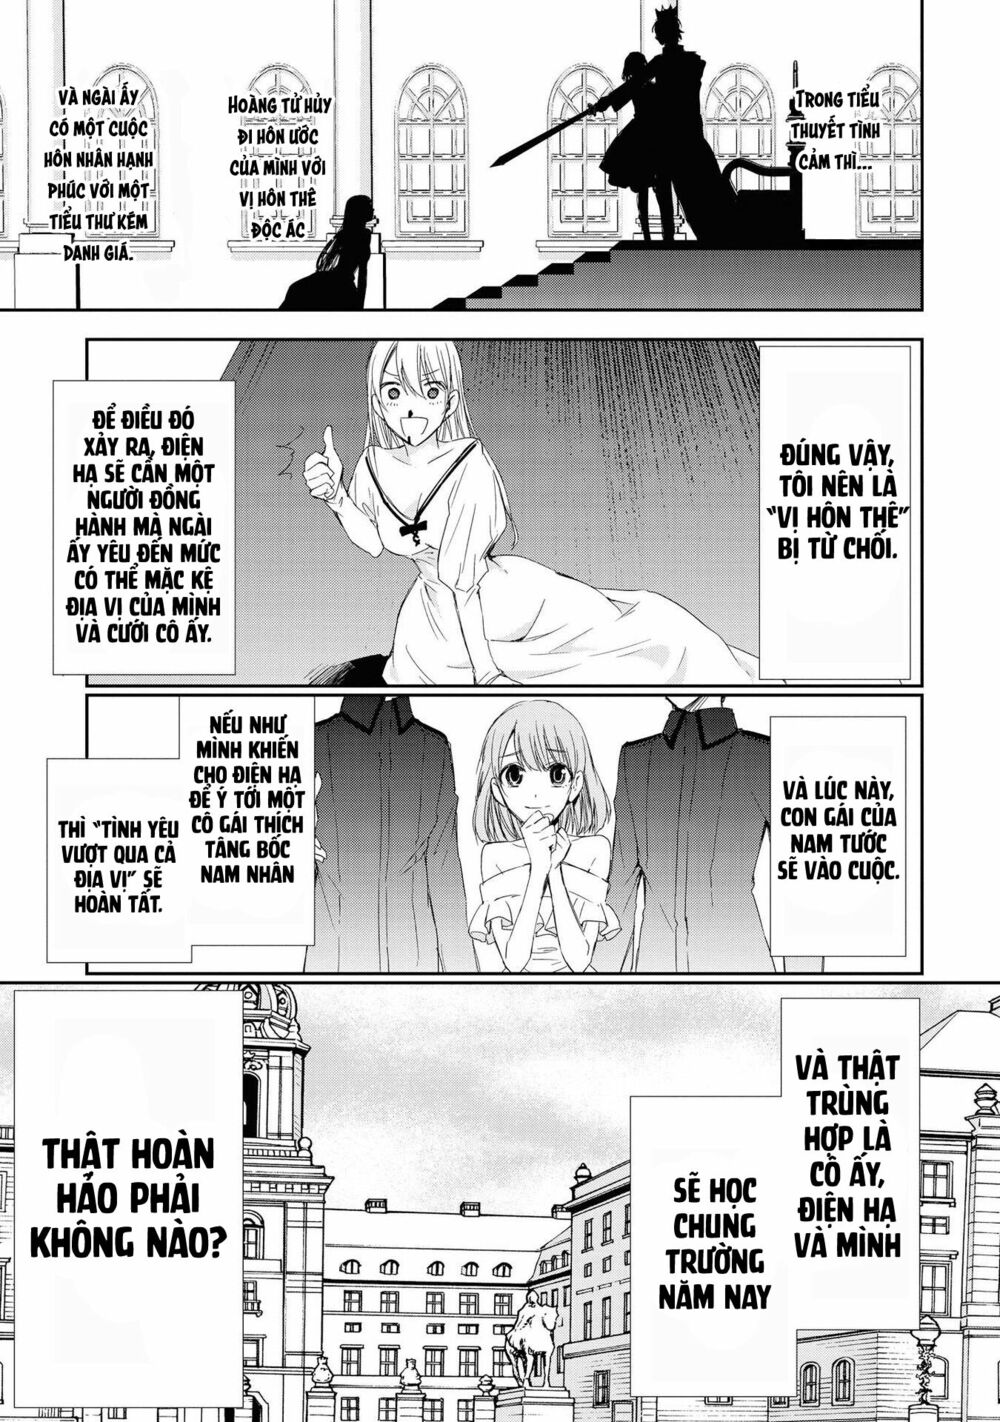 TRONG TIỂU
THUYẾT TÌNH
CẢM THÌ...
HOÀNG TỬ HỦY
ĐI HÔN ƯỚC
CỦA MÌNH VỚI
VỊ HÔN THÊ
ĐỘC ÁC
VÀ NGÀI ẤY
CÓ MỘT CUỘC
HÔN NHÂN HẠNH
PHÚC VỚI MỘT
TIỂU THƯ KÉM
DANH GIÁ.
ĐÚNG VẬY,
TÔI NÊN LÀ
"VỊ HÔN THÊ"
BỊ TỪ CHỐI.
ĐỂ ĐIỀU ĐÓ
XẢY RA, ĐIỆN
HẠ SẼ CẦN MỘT
NGƯỜI ĐỒNG
HÀNH MÀ NGÀI
ẤY YÊU ĐẾN MỨC
CÓ THỂ MẶC KỆ
ĐỊA VỊ CỦA MÌNH
VÀ CƯỚI CÔ ẤY.
VÀ LÚC NÀY,
CON GÁI CỦA
NAM TƯỚC
SẼ VÀO CUỘC.
NẾU NHƯ
MÌNH KHIẾN
CHO ĐIỆN HẠ
ĐỂ Ý TỚI MỘT
CÔ GÁI THÍCH
TÂNG BỐC
NAM NHÂN
THÌ "TÌNH YÊU
VƯỢT QUA CẢ
ĐỊA VỊ" SẼ
HOÀN TẤT.
VÀ THẬT
TRÙNG
HỢP LÀ
CÔ ẤY,
ĐIỆN HẠ
VÀ MÌNH
SẼ HỌC
CHUNG
TRƯỜNG
NĂM NAY
THẬT HOÀN
HẢO PHẢI
KHÔNG NÀO?